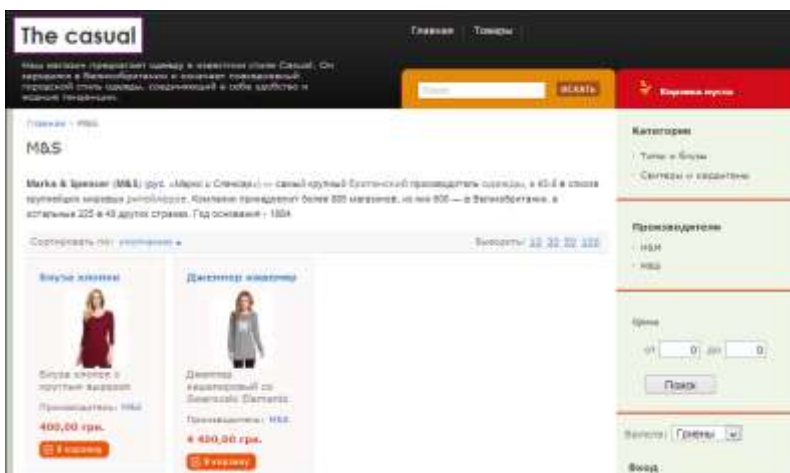 The casual
Главная Товары
Наш магазин предлагает одежду в известном стиле Casual. Он
зародился в Великобритании и означает повседневный
городской стиль одежды, соединяющий в себе удобство и
модные тенденции.
Поиск ИСКАТЬ
Корзина пуста
Главная › M&S
M&S
Marks & Spencer (M&S) (рус. «Маркс и Спенсер») — самый крупный британский производитель одежды, а 43-й в списке
крупнейших мировых ритейлеров. Компании принадлежит более 885 магазинов, из них 600 — в Великобритании, а
остальные 225 в 40 других странах. Год основания - 1884.
Сортировать по: умолчанию
Выводить: 10 20 50 100
Блуза хлопок
Блуза хлопок с
круглым вырезом
Производитель: M&S
400,00 грн.
В корзину
Джемпер кашемир
Джемпер
кашемировый со
Swarovski Elements
Производитель: M&S
4 400,00 грн.
В корзину
Категории
Топы и блузы
Свитеры и кардиганы
Производители
H&M
M&S
Цена
от 0 до 0
Поиск
Валюта: Гривны
Вход